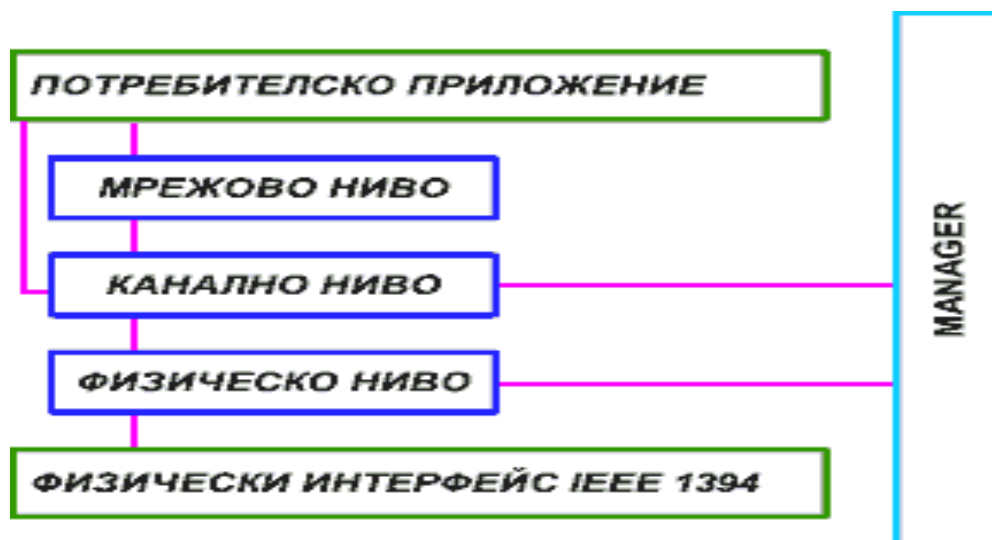 ПОТРЕБИТЕЛСКО ПРИЛОЖЕНИЕ
МРЕЖОВО НИВО
КАНАЛНО НИВО
ФИЗИЧЕСКО НИВО
ФИЗИЧЕСКИ ИНТЕРФЕЙС IEEE 1394
MANAGER